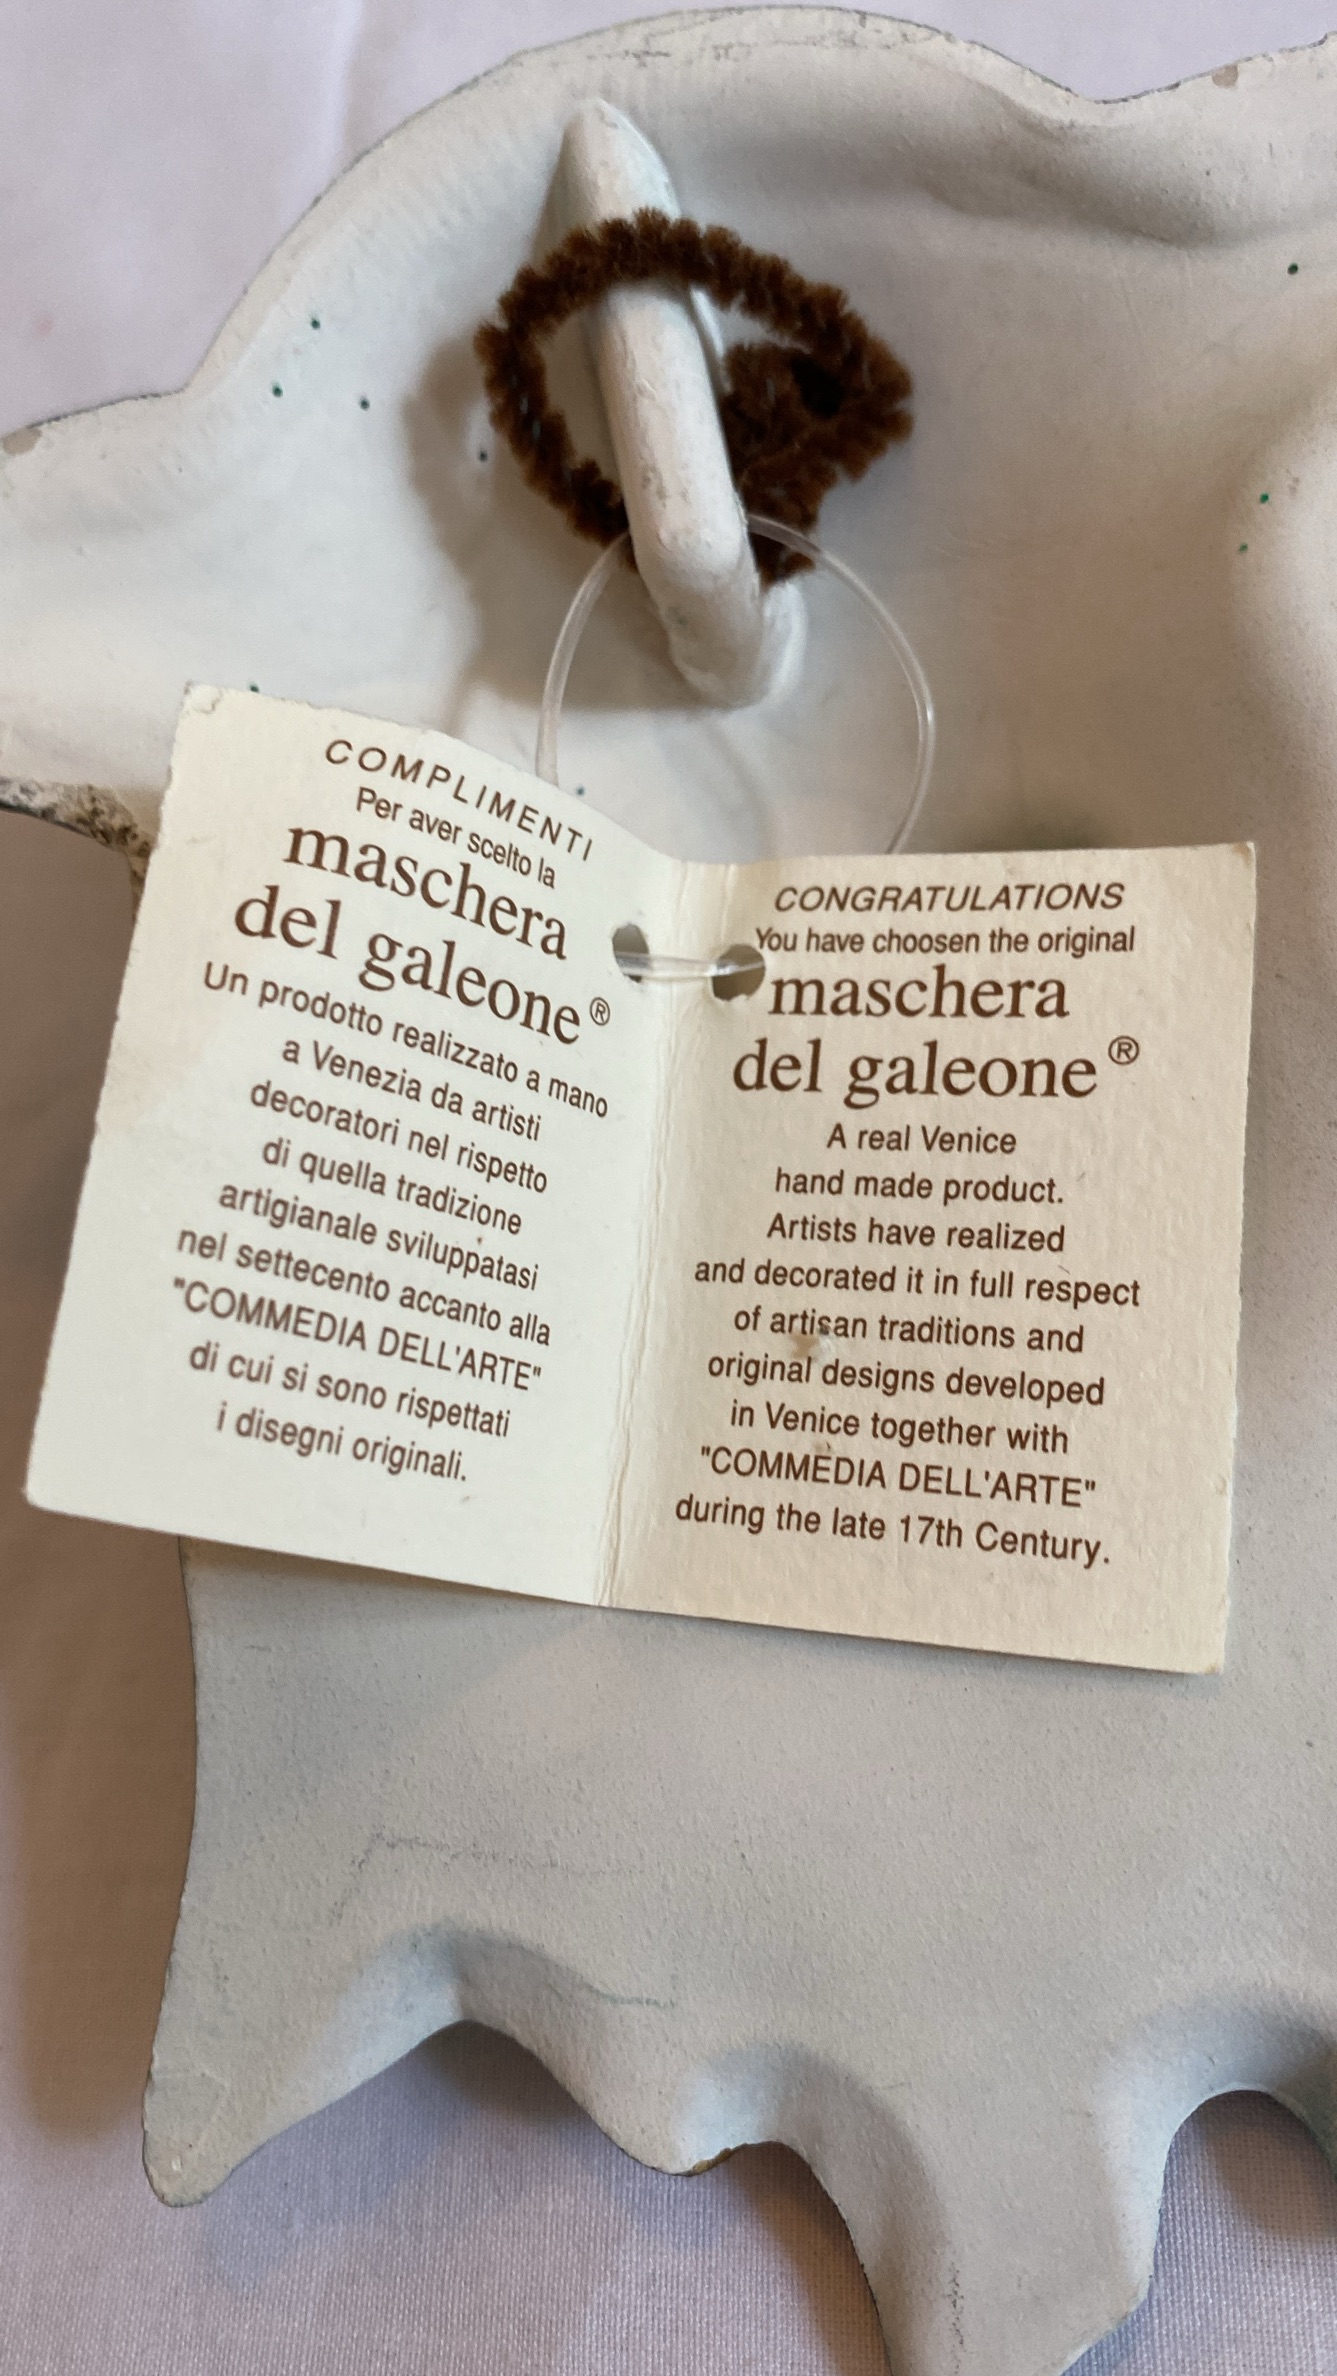 COMPLIMENTI
Per aver scelto la
maschera
del galeone®
Un prodotto realizzato a mano
a Venezia da artisti
decoratori nel rispetto
di quella tradizione
artigianale sviluppatasi
nel settecento accanto alla
"COMMEDIA DELL'ARTE"
di cui si sono rispettati
i disegni originali.
CONGRATULATIONS
You have choosen the original
maschera
del galeone®
A real Venice
hand made product.
Artists have realized
and decorated it in full respect
of artisan traditions and
original designs developed
in Venice together with
"COMMEDIA DELL'ARTE"
during the late 17th Century.